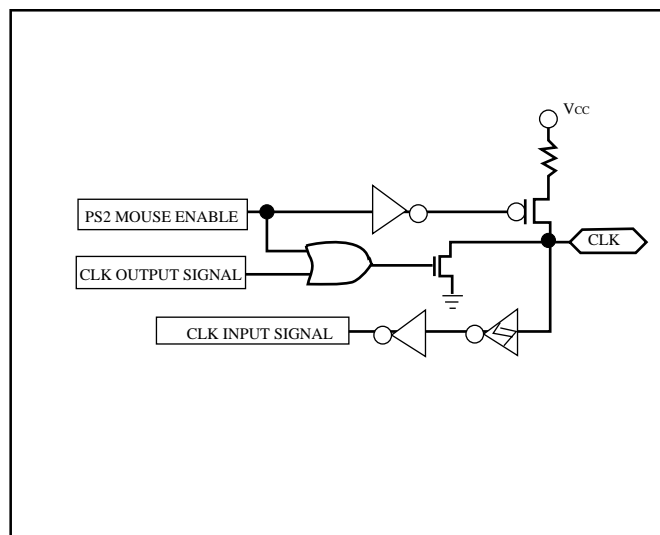 VCC
PS2 MOUSE ENABLE
CLK
CLK OUTPUT SIGNAL
CLK INPUT SIGNAL